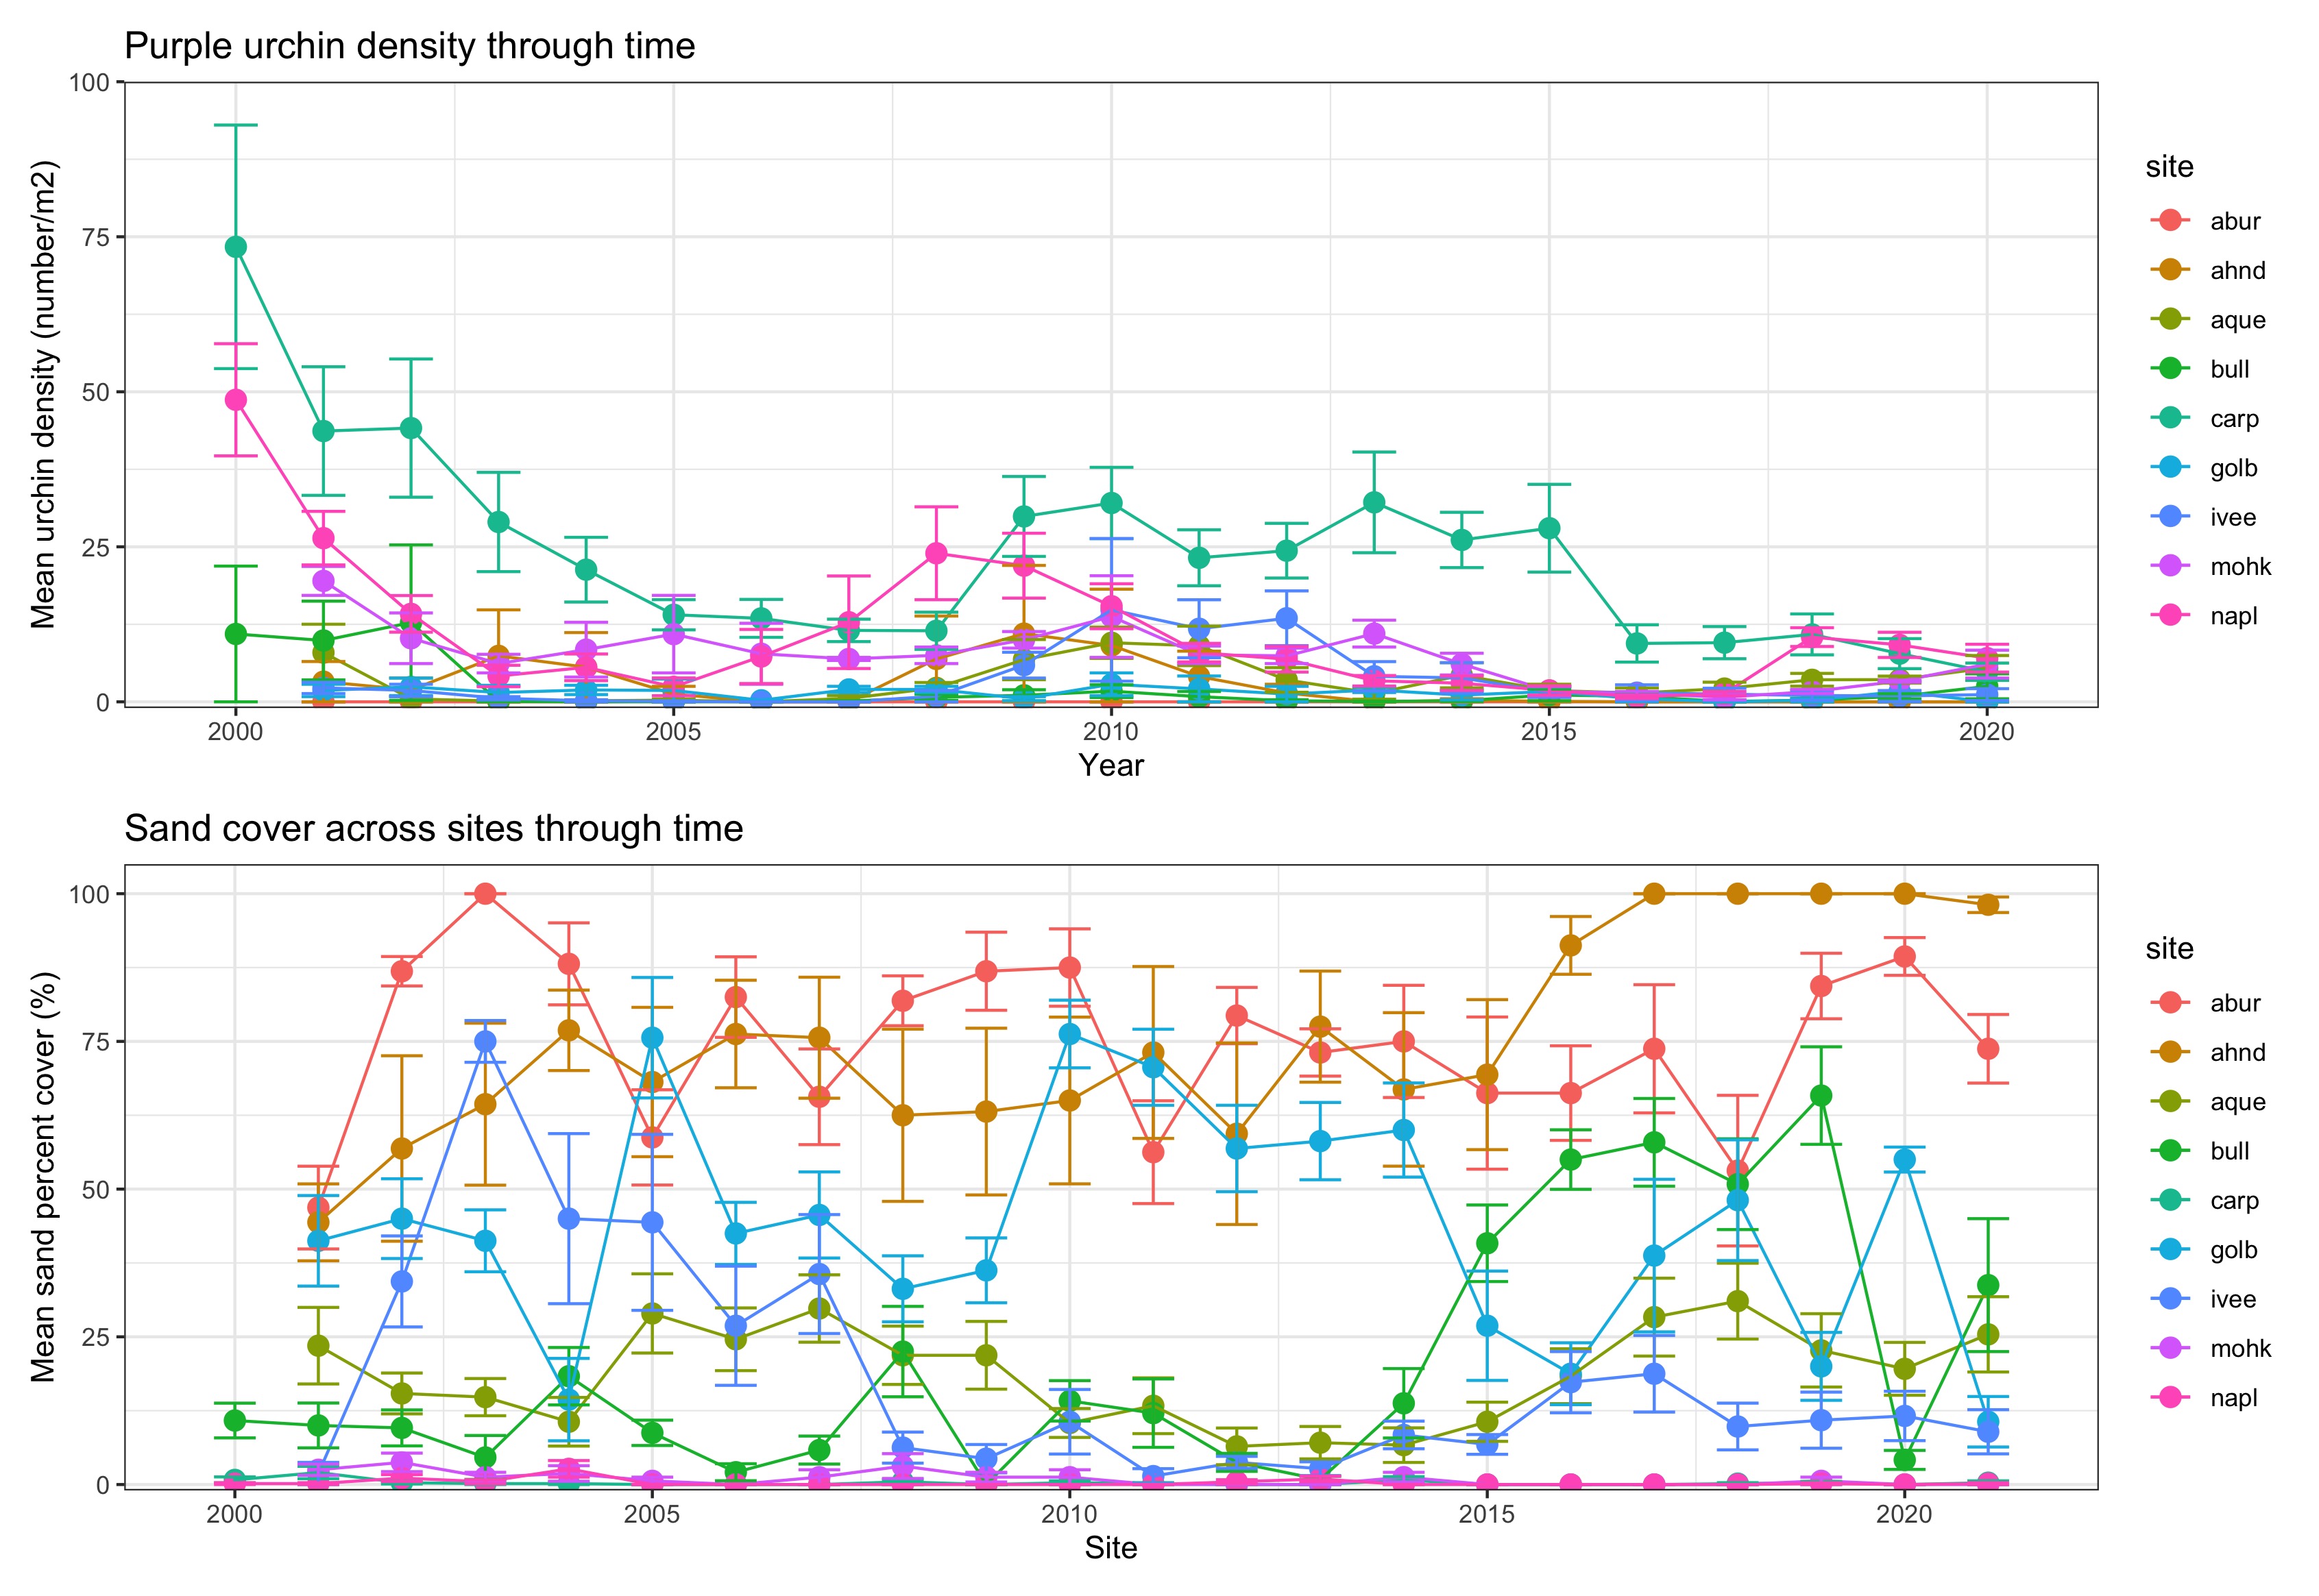 Purple urchin density through time
Mean urchin density (number/m2)
100
75
50
25
0
2000 2005 2010 2015 2020
Year
site
abur
ahnd
aque
bull
carp
golb
ivee
mohk
napl
Sand cover across sites through time
Mean sand percent cover (%)
100
75
50
25
0
2000 2005 2010 2015 2020
Site
site
abur
ahnd
aque
bull
carp
golb
ivee
mohk
napl